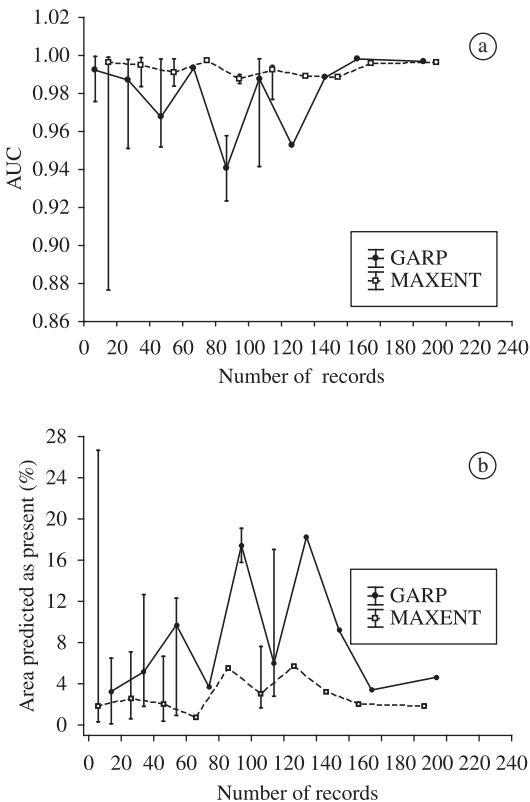 1.02
1.00
0.98
0.96
0.94
0.92
0.90
0.88
0.86
AUC
a
GARP
MAXENT
0 20 40 60 80 100 120 140 160 180 200 220 240
Number of records
28
24
20
16
12
8
4
0
Area predicted as present (%)
b
GARP
MAXENT
0 20 40 60 80 100 120 140 160 180 200 220 240
Number of records